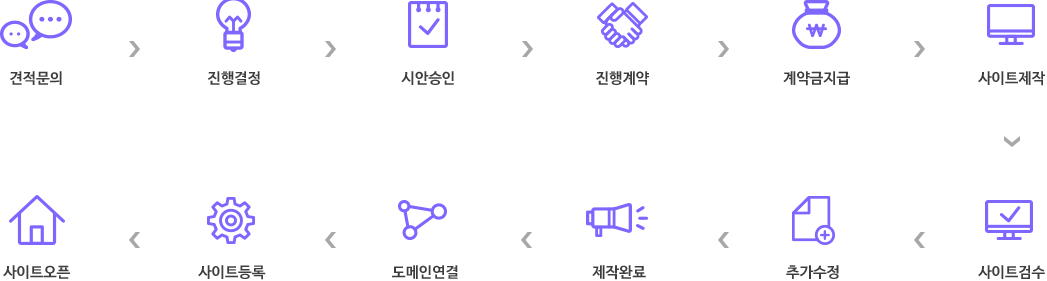 견적문의
진행결정
시안승인
진행계약
계약금지급
사이트제작
사이트검수
추가수정
제작완료
도메인연결
사이트등록
사이트오픈